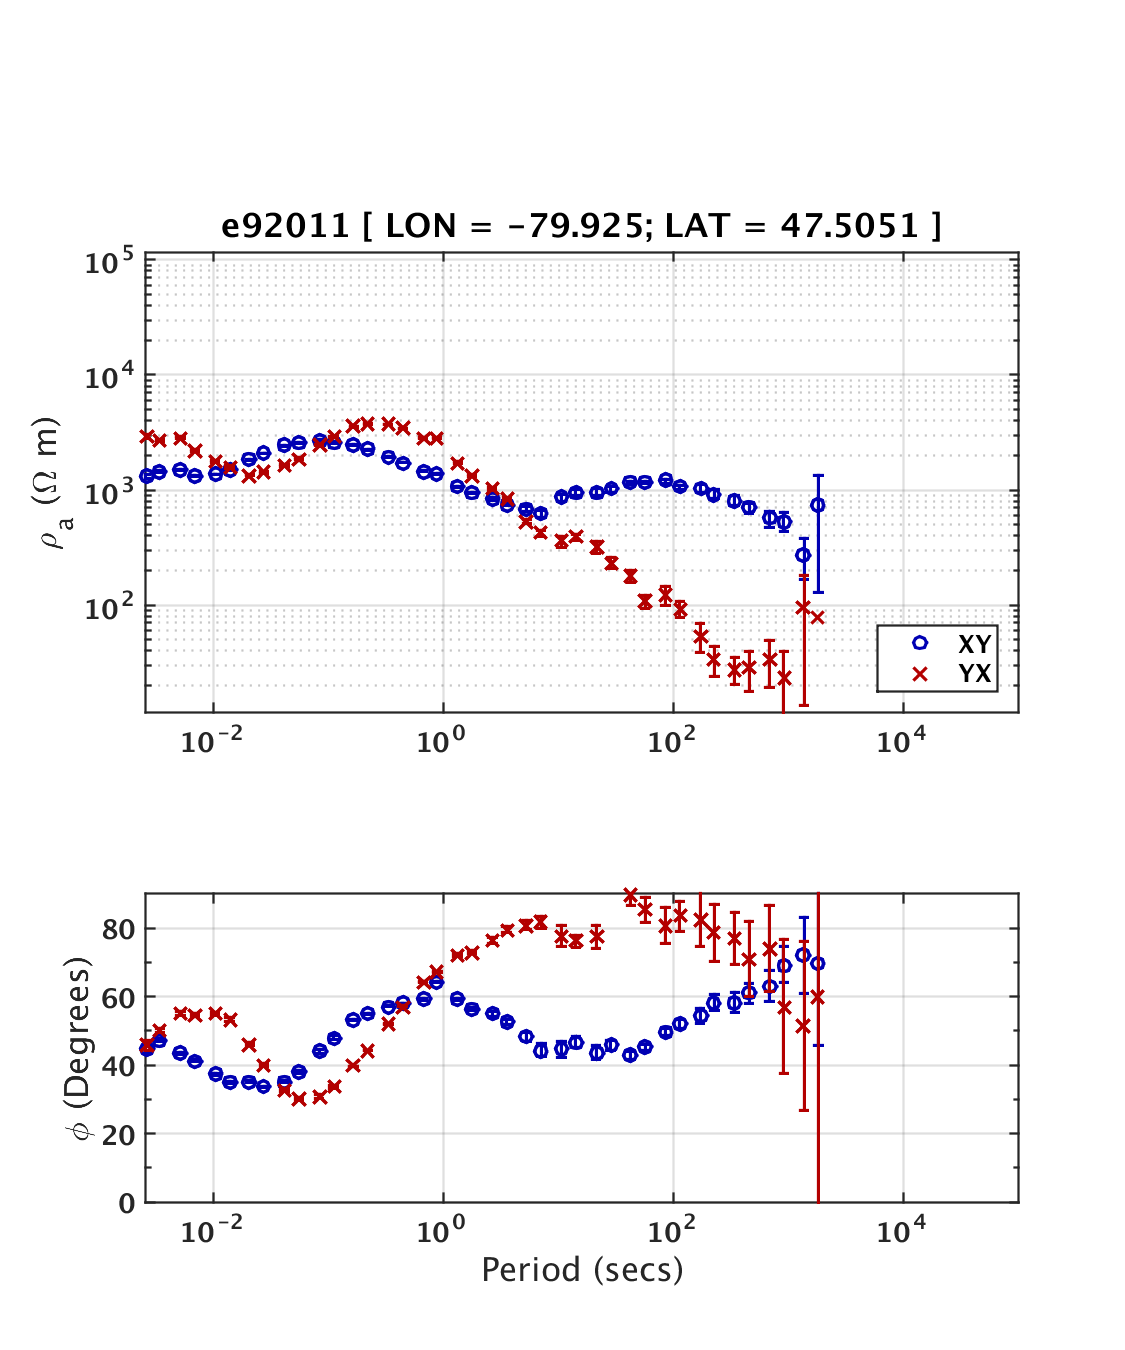 e92011 [ LON = -79.925; LAT = 47.5051 ]
10^5
10^4
10^3
10^2
ρ_a (Ω m)
XY
YX
10^-2 10^0 10^2 10^4
80
60
40
20
0
ϕ (Degrees)
10^-2 10^0 10^2 10^4
Period (secs)